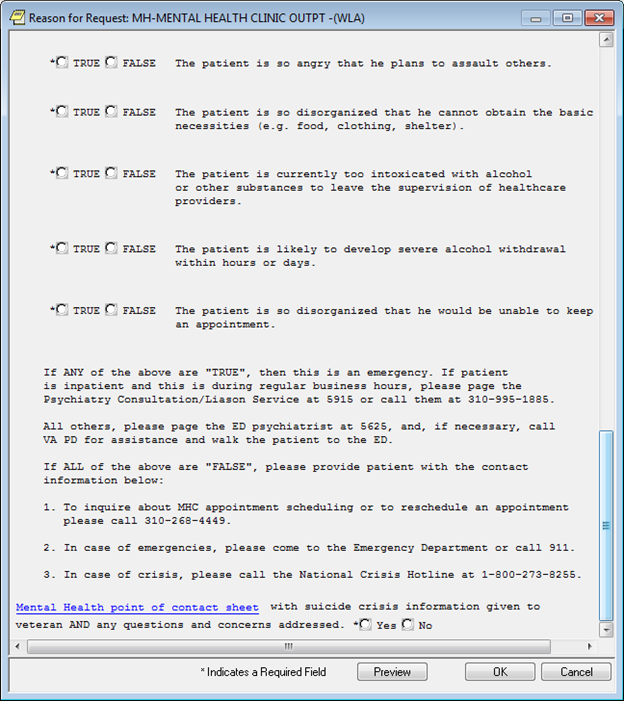 Reason for Request: MH-MENTAL HEALTH CLINIC OUTPT -(WLA)
* TRUE FALSE The patient is so angry that he plans to assault others.
* TRUE FALSE The patient is so disorganized that he cannot obtain the basic
necessities (e.g. food, clothing, shelter).
* TRUE FALSE The patient is currently too intoxicated with alcohol
or other substances to leave the supervision of healthcare
providers.
* TRUE FALSE The patient is likely to develop severe alcohol withdrawal
within hours or days.
* TRUE FALSE The patient is so disorganized that he would be unable to keep
an appointment.
If ANY of the above are "TRUE", then this is an emergency. If patient
is inpatient and this is during regular business hours, please page the
Psychiatry Consultation/Liason Service at 5915 or call them at 310-995-1885.
All others, please page the ED psychiatrist at 5625, and, if necessary, call
VA PD for assistance and walk the patient to the ED.
If ALL of the above are "FALSE", please provide patient with the contact
information below:
1. To inquire about MHC appointment scheduling or to reschedule an appointment
please call 310-268-4449.
2. In case of emergencies, please come to the Emergency Department or call 911.
3. In case of crisis, please call the National Crisis Hotline at 1-800-273-8255.
Mental Health point of contact sheet with suicide crisis information given to
veteran AND any questions and concerns addressed. * Yes No
* Indicates a Required Field Preview OK Cancel